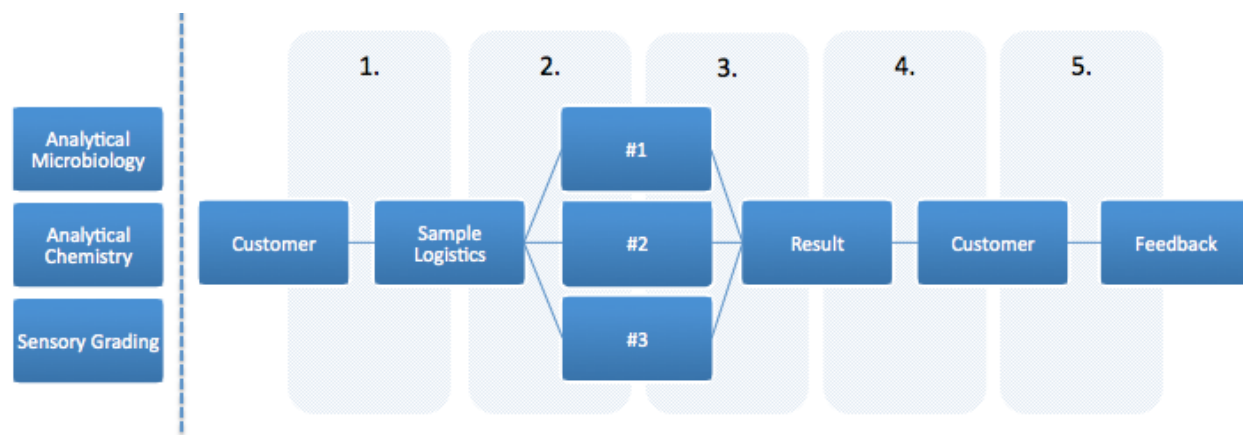 1.
2.
3.
4.
5.
Analytical
Microbiology
Analytical
Chemistry
Sensory Grading
Customer
Sample
Logistics
#1
#2
#3
Result
Customer
Feedback